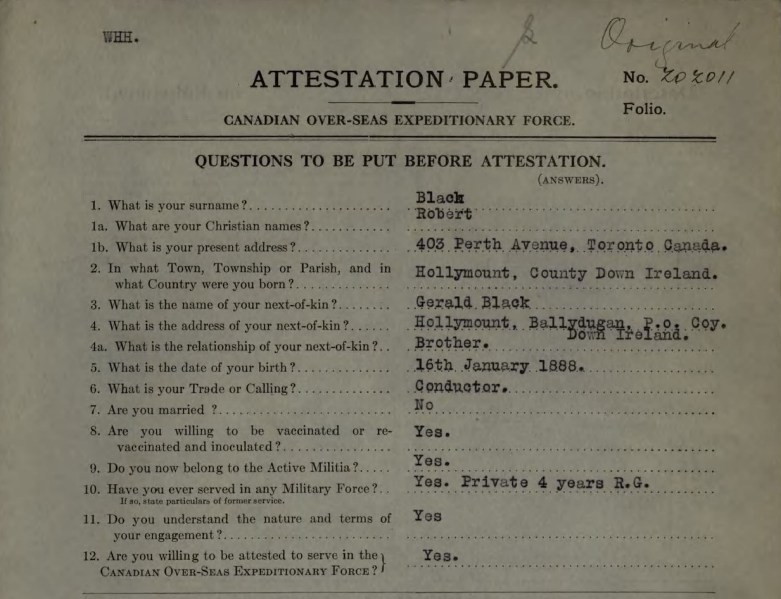 WHH.
Original
ATTESTATION PAPER.
No. 202011
Folio.
CANADIAN OVER-SEAS EXPEDITIONARY FORCE.
QUESTIONS TO BE PUT BEFORE ATTESTATION.
(ANSWERS).
1. What is your surname?.................... Black
1a. What are your Christian names?........... Robert
1b. What is your present address?............ 403 Perth Avenue, Toronto Canada.
2. In what Town, Township or Parish, and in
what Country were you born?............ Hollymount, County Down Ireland.
3. What is the name of your next-of-kin?........ Gerald Black
4. What is the address of your next-of-kin?...... Hollymount, Ballydugan, P.o. Coy.
Down Ireland.
4a. What is the relationship of your next-of-kin?.. Brother.
5. What is the date of your birth?.............. 16th January 1888.
6. What is your Trade or Calling?.............. Conductor.
7. Are you married ?......................... No
8. Are you willing to be vaccinated or re-
vaccinated and inoculated?.............. Yes.
9. Do you now belong to the Active Militia?..... Yes.
10. Have you ever served in any Military Force?.. Yes. Private 4 years R.G.
If so, state particulars of former service.
11. Do you understand the nature and terms of
your engagement?........................ Yes
12. Are you willing to be attested to serve in the
CANADIAN OVER-SEAS EXPEDITIONARY FORCE? Yes.